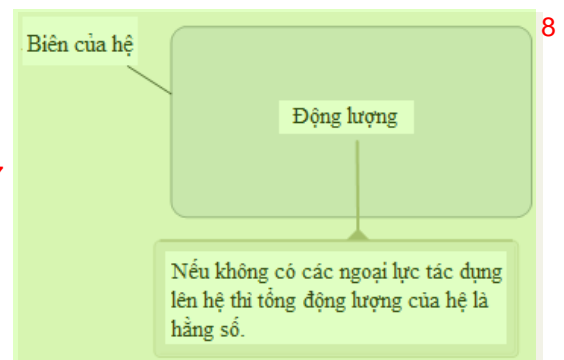 8
Biên của hệ
Động lượng
Nếu không có các ngoại lực tác dụng
lên hệ thì tổng động lượng của hệ là
hằng số.